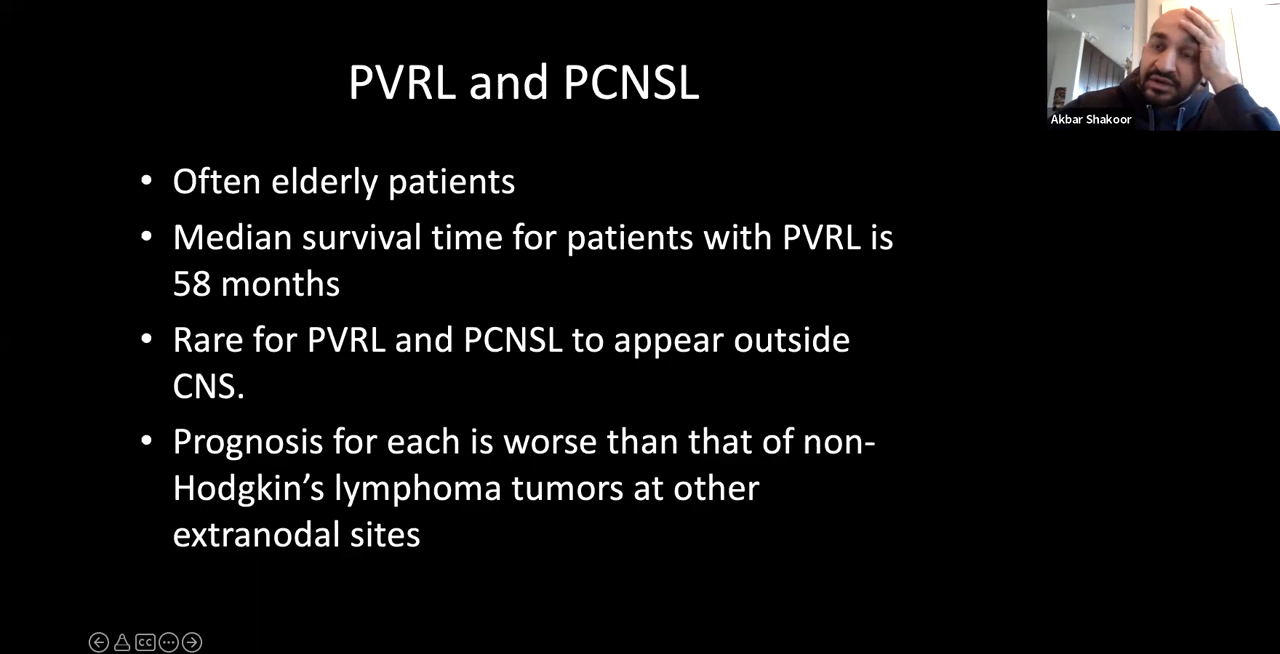 PVRL and PCNSL
Akbar Shakoor
• Often elderly patients
• Median survival time for patients with PVRL is
58 months
• Rare for PVRL and PCNSL to appear outside
CNS.
• Prognosis for each is worse than that of non-
Hodgkin’s lymphoma tumors at other
extranodal sites
CC